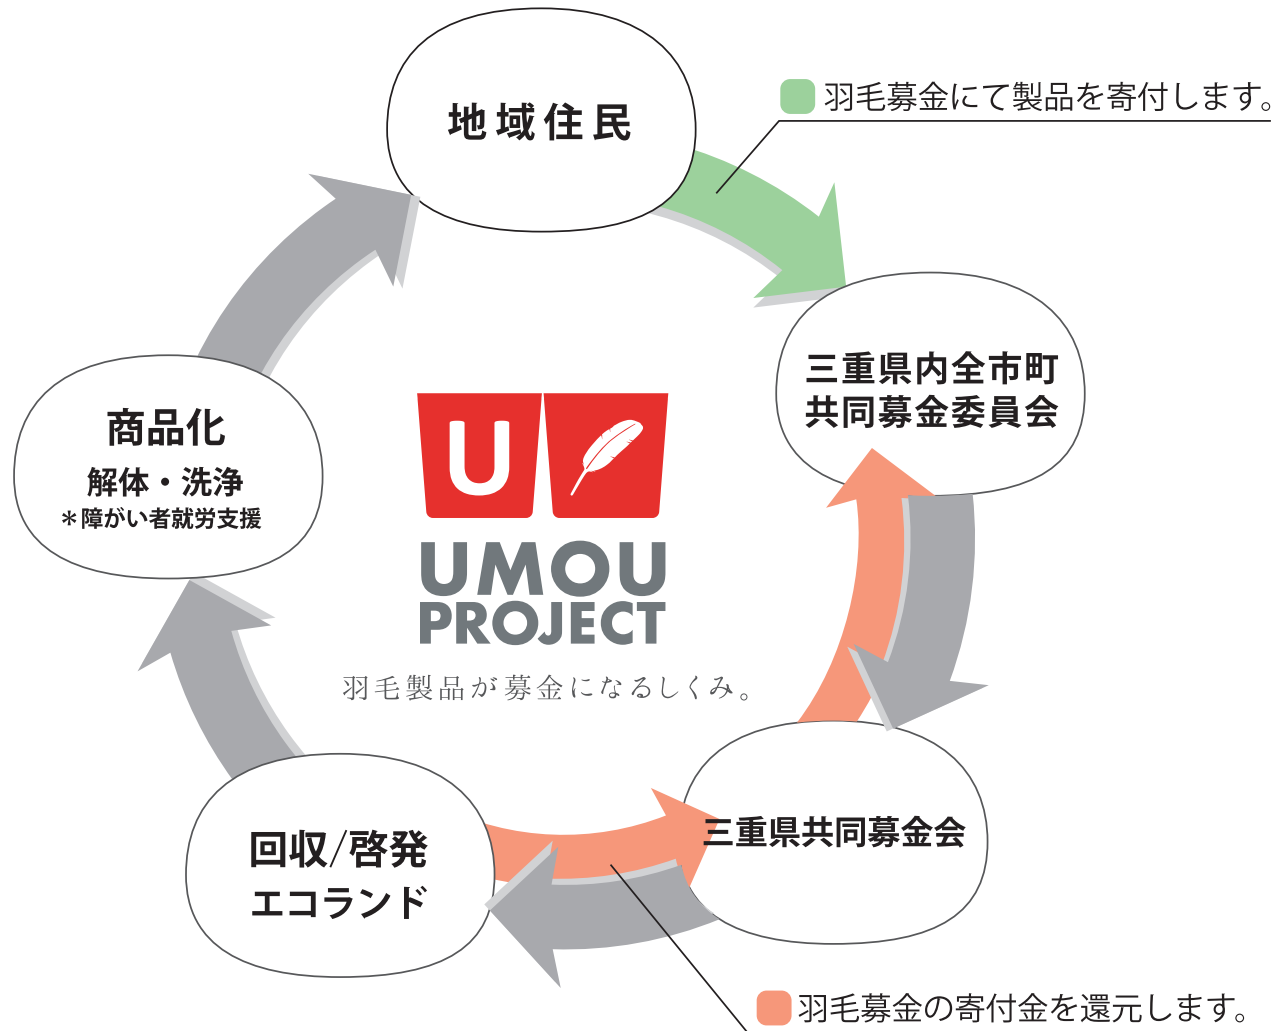 地域住民
羽毛募金にて製品を寄付します。
三重県内全市町
共同募金委員会
商品化
解体・洗浄
＊障がい者就労支援
U
UMOU
PROJECT
羽毛製品が募金になるしくみ。
三重県共同募金会
回収/啓発
エコランド
羽毛募金の寄付金を還元します。